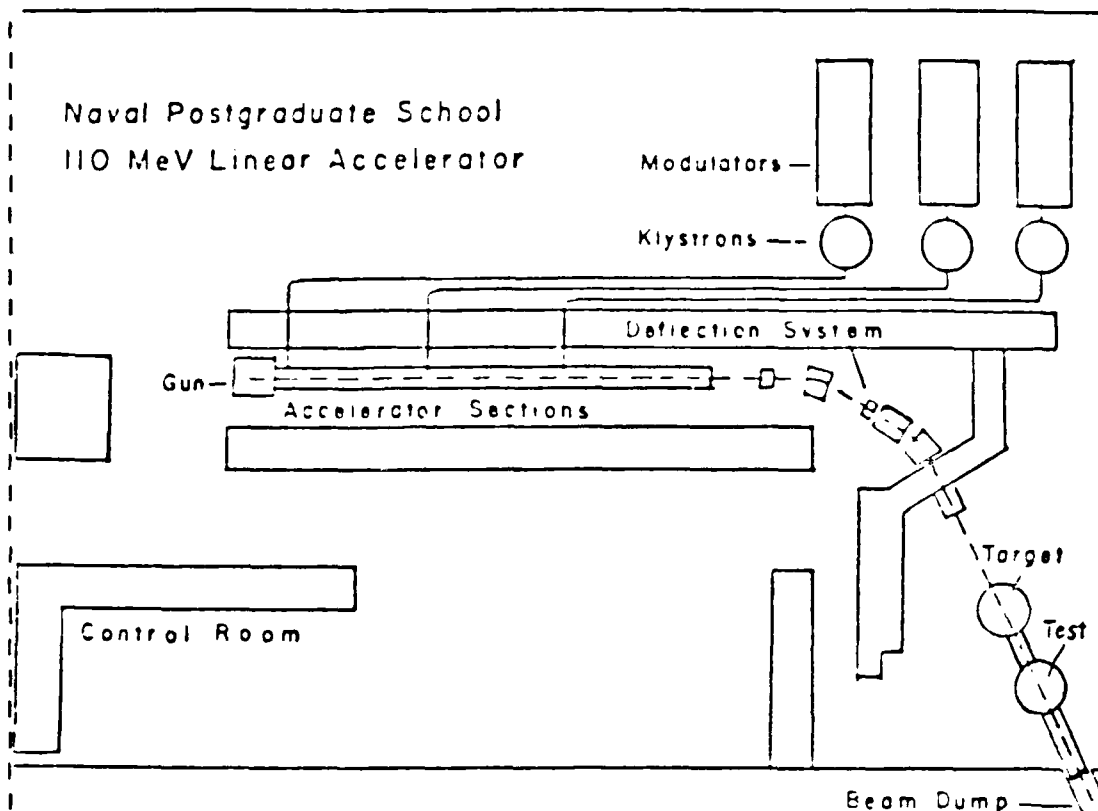 Naval Postgraduate School
110 MeV Linear Accelerator
Modulators
Klystrons
Deflection System
Gun
Accelerator Sections
Target
Control Room
Test
Beam Dump